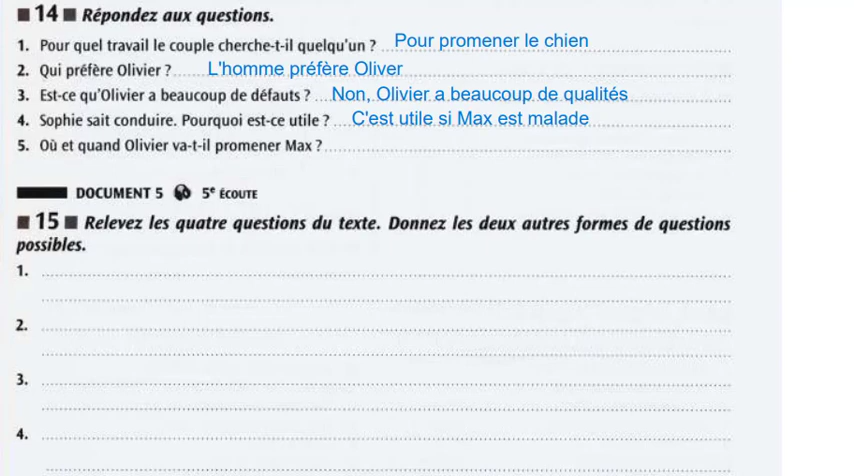 14 Répondez aux questions.
1. Pour quel travail le couple cherche-t-il quelqu'un ? Pour promener le chien
2. Qui préfère Olivier ? L'homme préfère Oliver
3. Est-ce qu'Olivier a beaucoup de défauts ? Non, Olivier a beaucoup de qualités
4. Sophie sait conduire. Pourquoi est-ce utile ? C'est utile si Max est malade
5. Où et quand Olivier va-t-il promener Max ?
DOCUMENT 5 5e ÉCOUTE
15 Relevez les quatre questions du texte. Donnez les deux autres formes de questions
possibles.
1.
2.
3.
4.